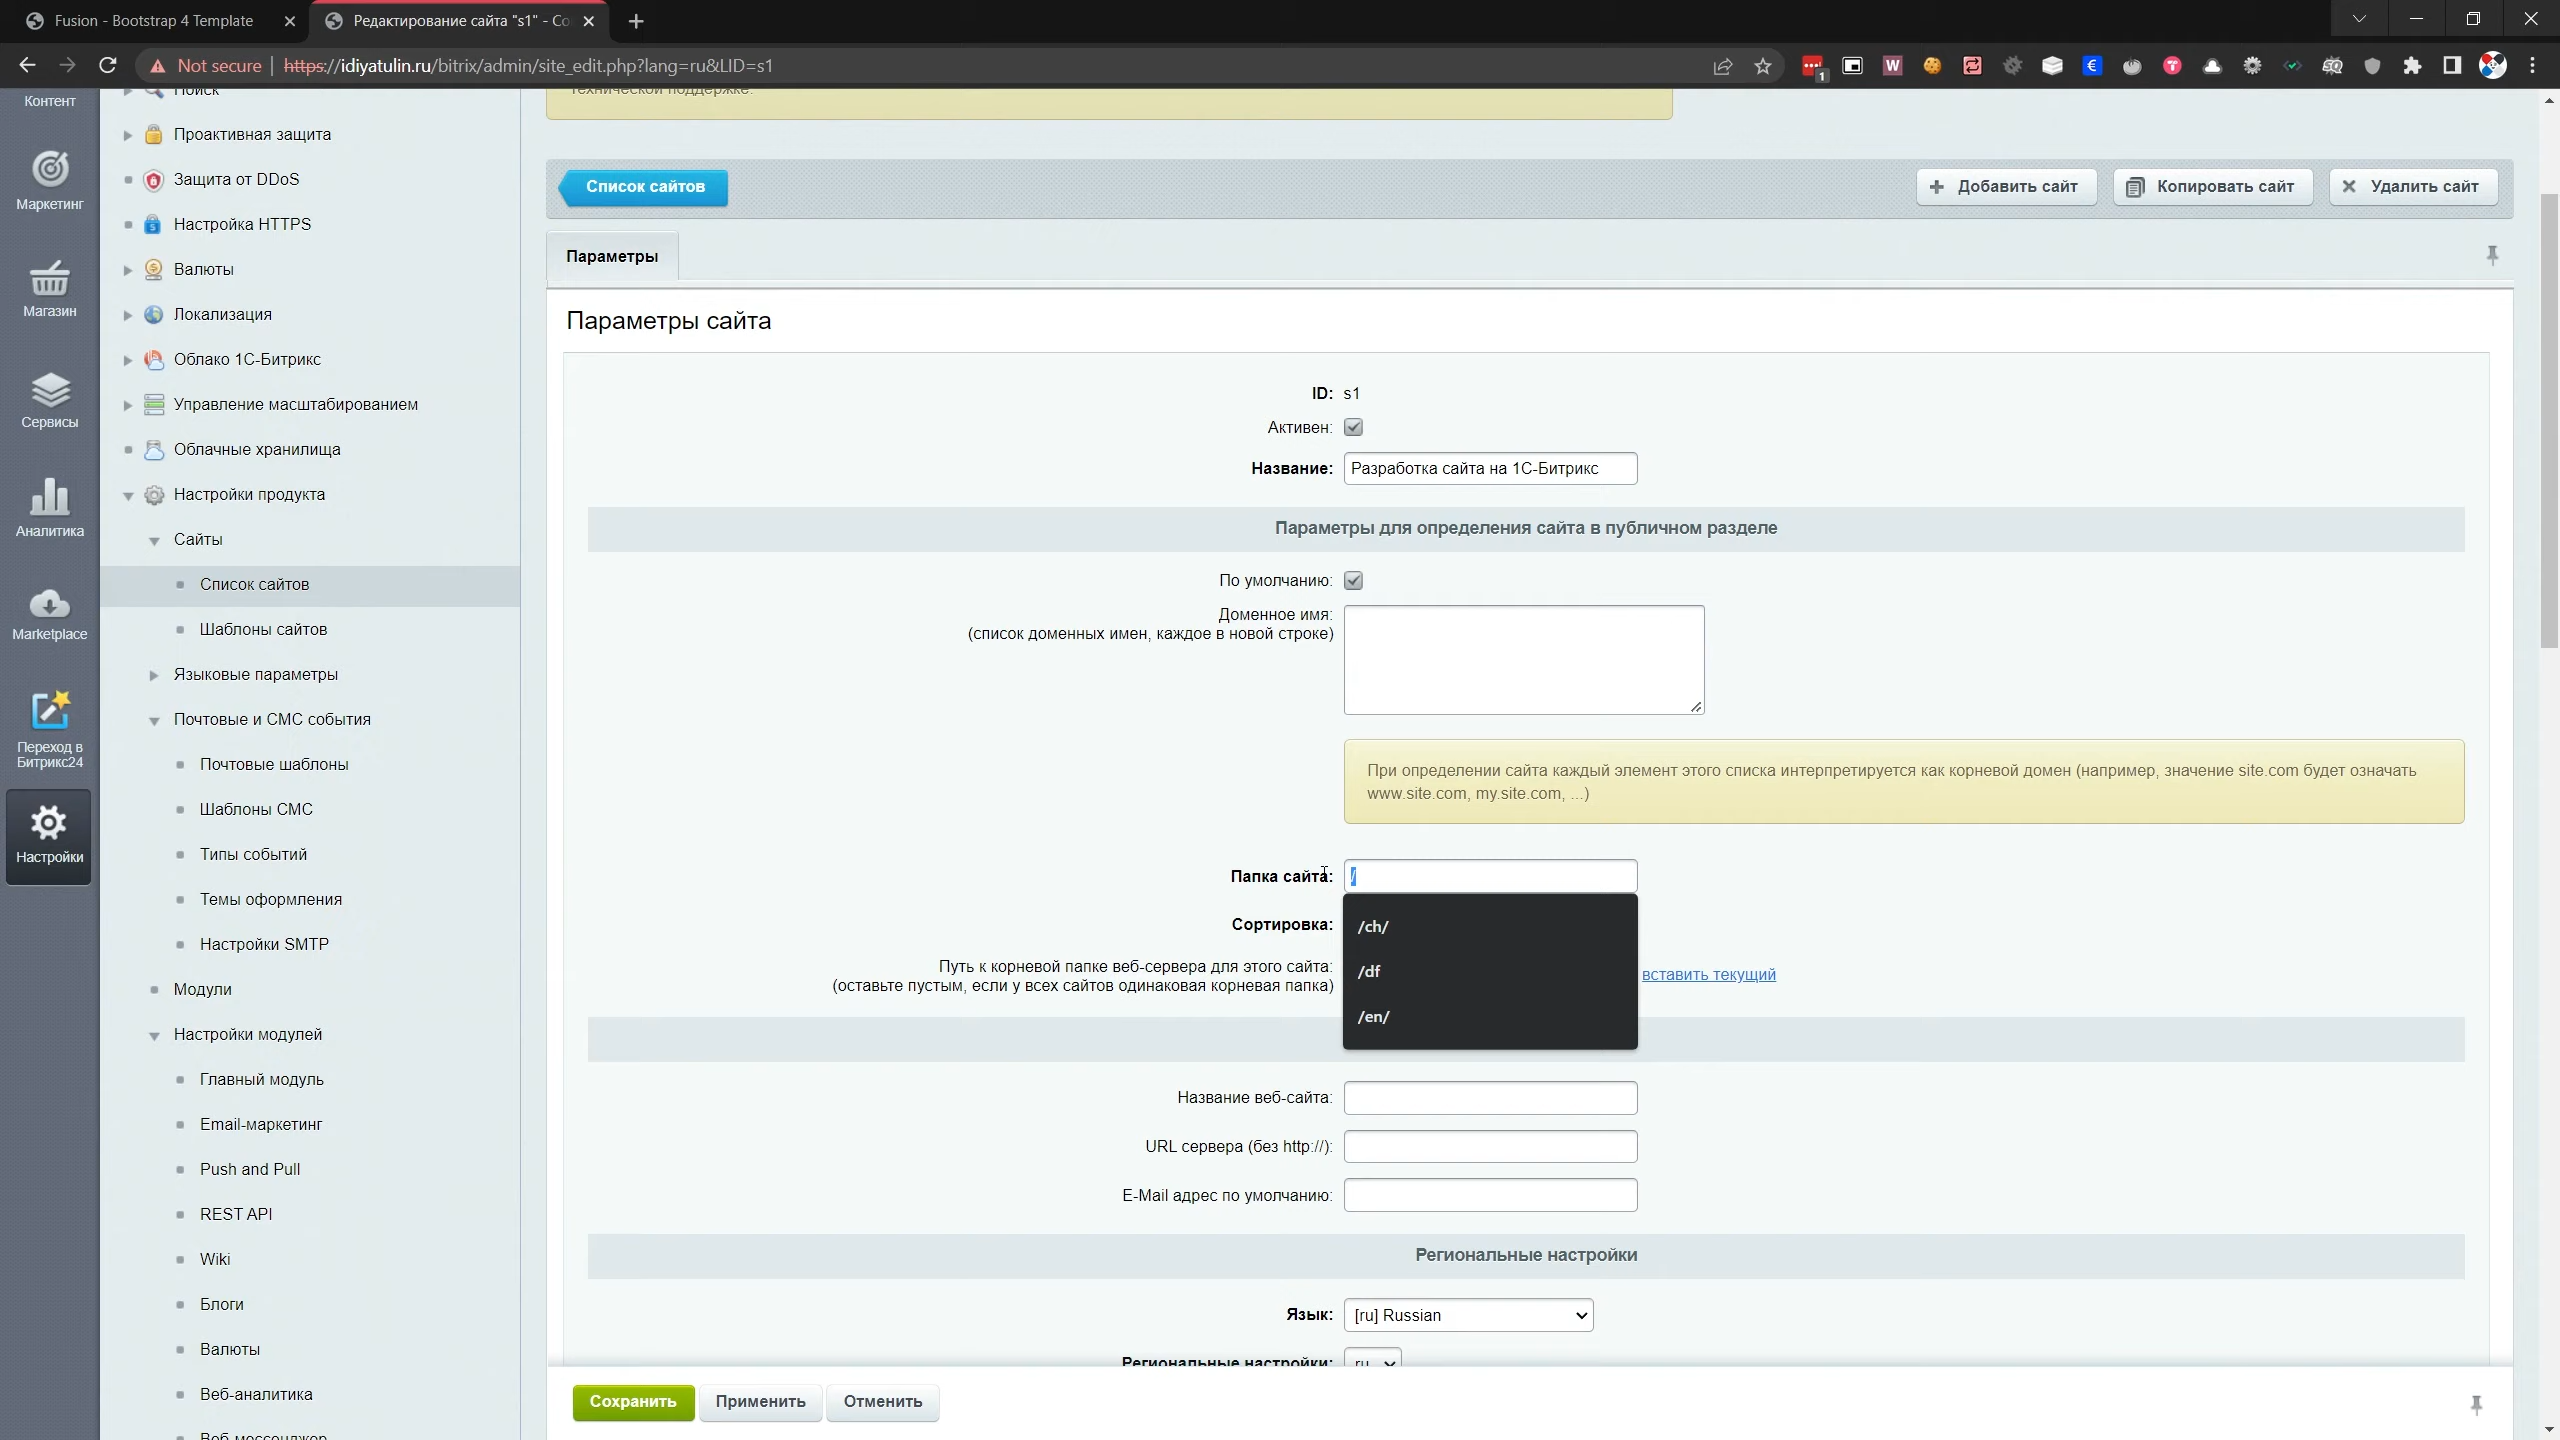 Fusion - Bootstrap 4 Template
Редактирование сайта "s1" - Co
Not secure
https://idiyatulin.ru/bitrix/admin/site_edit.php?lang=ru&LID=s1
Контент
Маркетинг
Магазин
Сервисы
Аналитика
Marketplace
Переход в
Битрикс24
Настройки
Поиск
Проактивная защита
Защита от DDoS
Настройка HTTPS
Валюты
Локализация
Облако 1С-Битрикс
Управление масштабированием
Облачные хранилища
Настройки продукта
Сайты
Список сайтов
Шаблоны сайтов
Языковые параметры
Почтовые и СМС события
Почтовые шаблоны
Шаблоны СМС
Типы событий
Темы оформления
Настройки SMTP
Модули
Настройки модулей
Главный модуль
Email-маркетинг
Push and Pull
REST API
Wiki
Блоги
Валюты
Веб-аналитика
Веб-мессенджер
технической поддержке.
Список сайтов
Добавить сайт
Копировать сайт
Удалить сайт
Параметры
Параметры сайта
ID: s1
Активен:
Название: Разработка сайта на 1С-Битрикс
Параметры для определения сайта в публичном разделе
По умолчанию:
Доменное имя:
(список доменных имен, каждое в новой строке)
При определении сайта каждый элемент этого списка интерпретируется как корневой домен (например, значение site.com будет означать
www.site.com, my.site.com, ...)
Папка сайта: /
/ch/
/df
/en/
Сортировка:
Путь к корневой папке веб-сервера для этого сайта:
(оставьте пустым, если у всех сайтов одинаковая корневая папка)
вставить текущий
Название веб-сайта:
URL сервера (без http://):
E-Mail адрес по умолчанию:
Региональные настройки
Язык: [ru] Russian
Региональные настройки: ru
Сохранить
Применить
Отменить